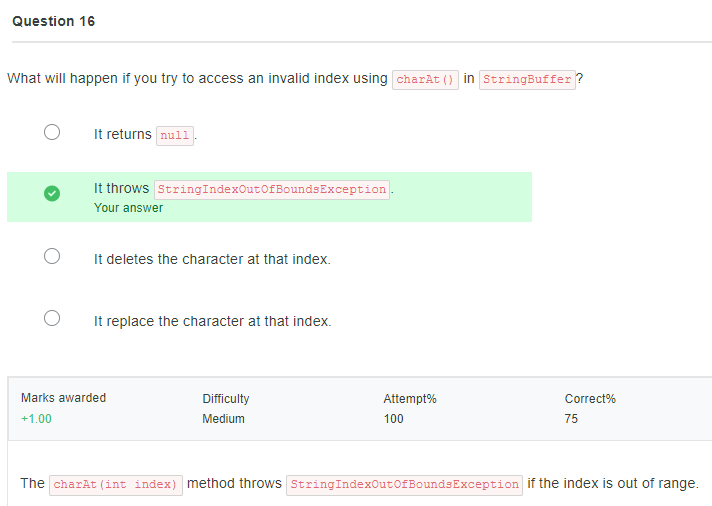 Question 16
What will happen if you try to access an invalid index using charAt() in StringBuffer?
It returns null.
It throws StringIndexOutOfBoundsException.
Your answer
It deletes the character at that index.
It replace the character at that index.
Marks awarded Difficulty Attempt% Correct%
+1.00 Medium 100 75
The charAt(int index) method throws StringIndexOutOfBoundsException if the index is out of range.